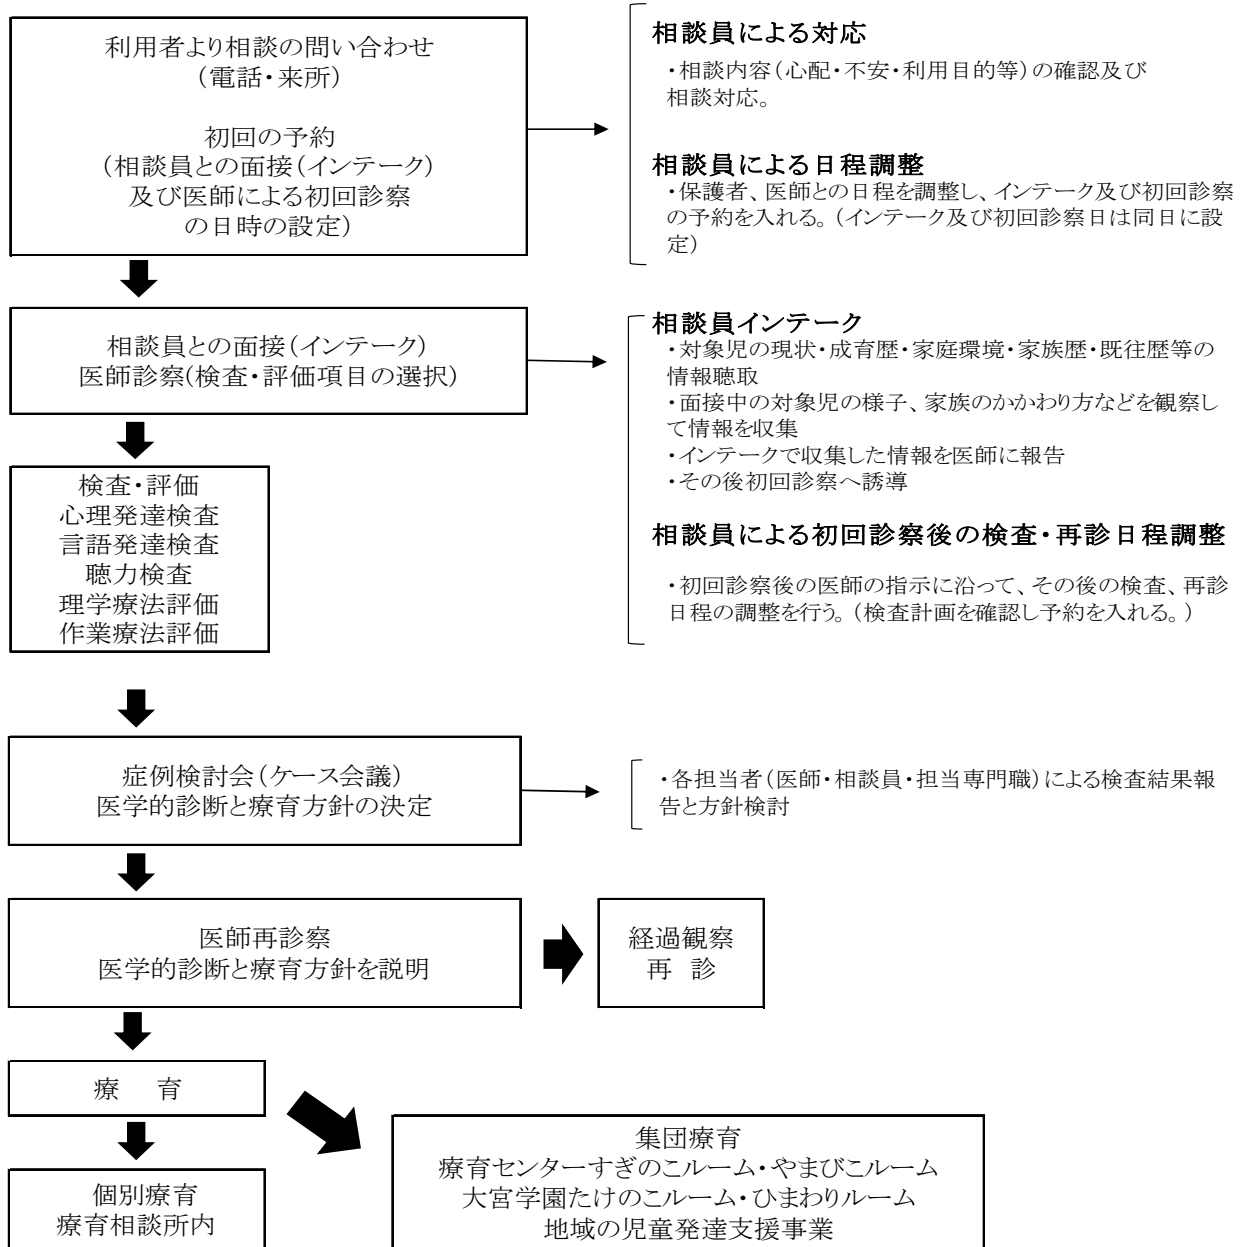 利用者より相談の問い合わせ
(電話・来所)
初回の予約
(相談員との面接(インテーク)
及び医師による初回診察
の日時の設定)
相談員による対応
・相談内容(心配・不安・利用目的等)の確認及び
相談対応。
相談員による日程調整
・保護者、医師との日程を調整し、インテーク及び初回診察
の予約を入れる。(インテーク及び初回診察日は同日に設
定)
相談員との面接(インテーク)
医師診察(検査・評価項目の選択)
相談員インテーク
・対象児の現状・成育歴・家庭環境・家族歴・既往歴等の
情報聴取
・面接中の対象児の様子、家族のかかわり方などを観察し
て情報を収集
・インテークで収集した情報を医師に報告
・その後初回診察へ誘導
相談員による初回診察後の検査・再診日程調整
・初回診察後の医師の指示に沿って、その後の検査、再診
日程の調整を行う。(検査計画を確認し予約を入れる。)
検査・評価
心理発達検査
言語発達検査
聴力検査
理学療法評価
作業療法評価
症例検討会(ケース会議)
医学的診断と療育方針の決定
・各担当者(医師・相談員・担当専門職)による検査結果報
告と方針検討
医師再診察
医学的診断と療育方針を説明
経過観察
再 診
療 育
個別療育
療育相談所内
集団療育
療育センターすぎのこルーム・やまびこルーム
大宮学園たけのこルーム・ひまわりルーム
地域の児童発達支援事業